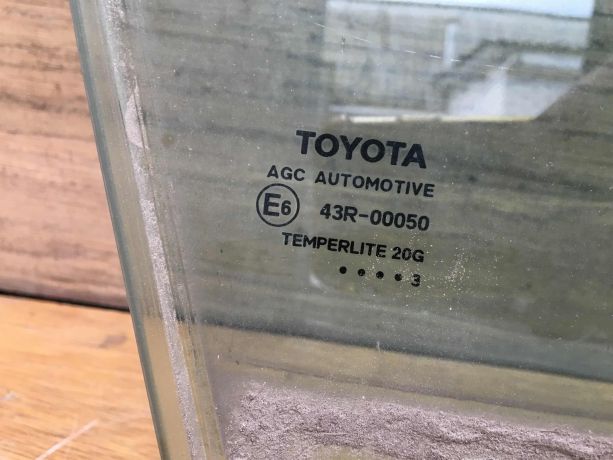 TOYOTA
AGC AUTOMOTIVE
E6 43R-00050
TEMPERLITE 20G
• • • • 3